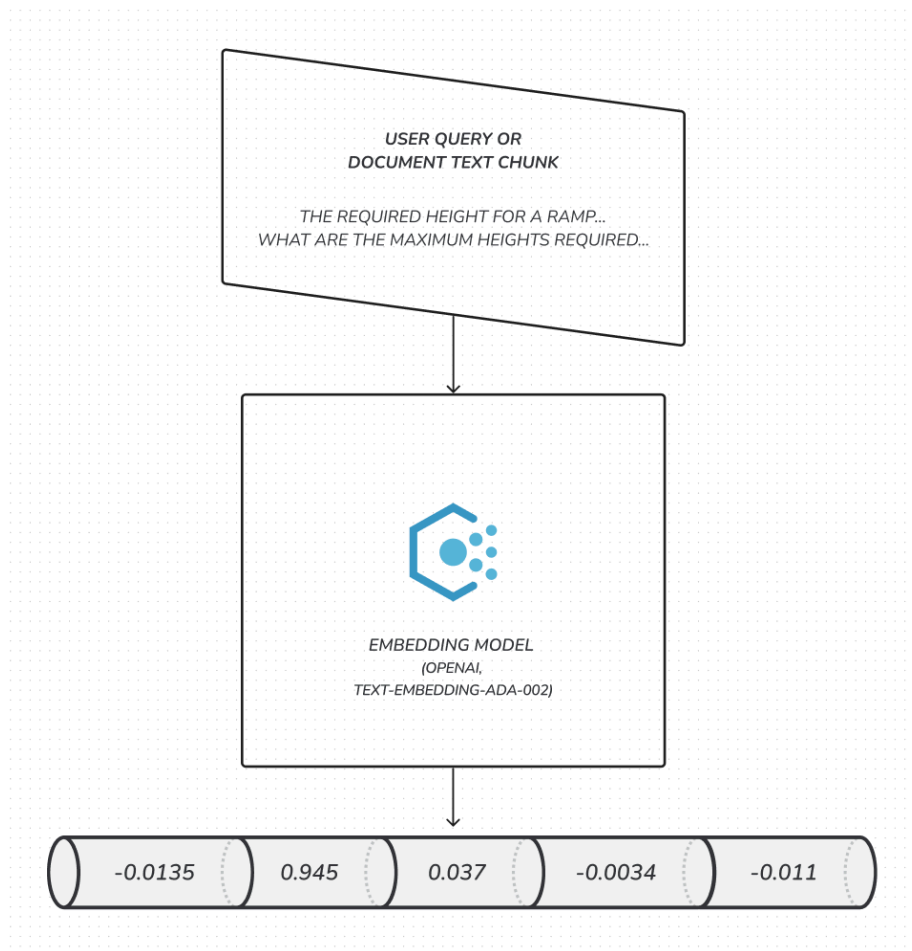 USER QUERY OR
DOCUMENT TEXT CHUNK
THE REQUIRED HEIGHT FOR A RAMP...
WHAT ARE THE MAXIMUM HEIGHTS REQUIRED...
EMBEDDING MODEL
(OPENAI,
TEXT-EMBEDDING-ADA-002)
-0.0135 0.945 0.037 -0.0034 -0.011